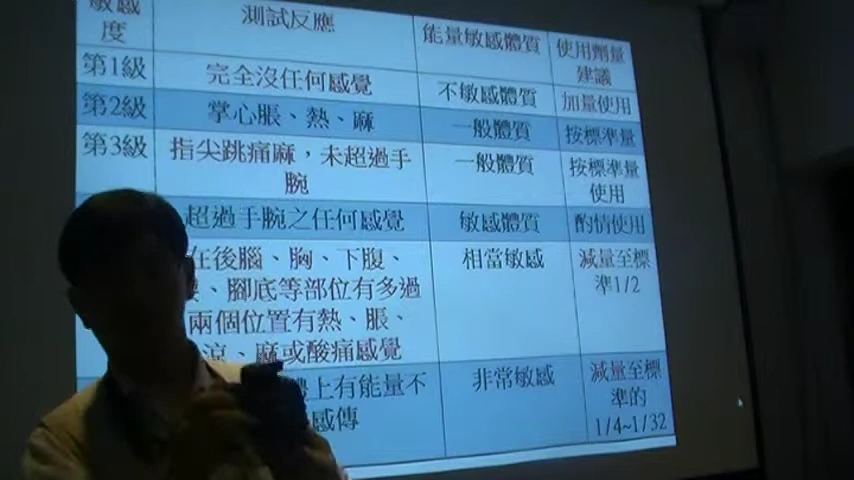 敏感度 測試反應 能量敏感體質 使用劑量建議
第1級 完全沒任何感覺 不敏感體質 加量使用
第2級 掌心脹、熱、麻 一般體質 按標準量
第3級 指尖跳痛麻，未超過手腕 一般體質 按標準量使用
超過手腕之任何感覺 敏感體質 酌情使用
在後腦、胸、下腹、
、腳底等部位有多過
兩個位置有熱、脹、
涼、麻或酸痛感覺
相當敏感 減量至標準1/2
體上有能量不
感傳
非常敏感 減量至標準的1/4~1/32